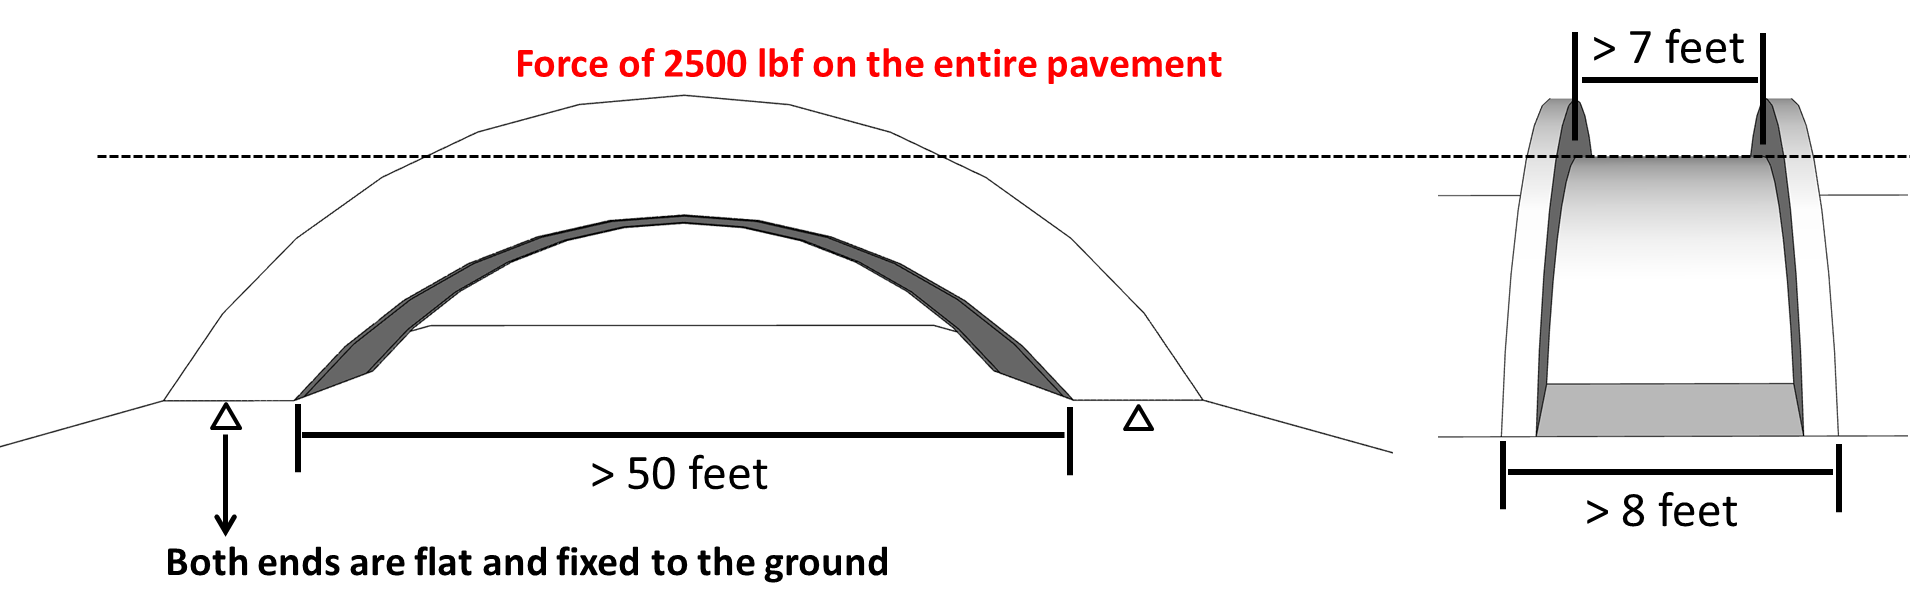 Force of 2500 lbf on the entire pavement
> 7 feet
> 50 feet
> 8 feet
Both ends are flat and fixed to the ground